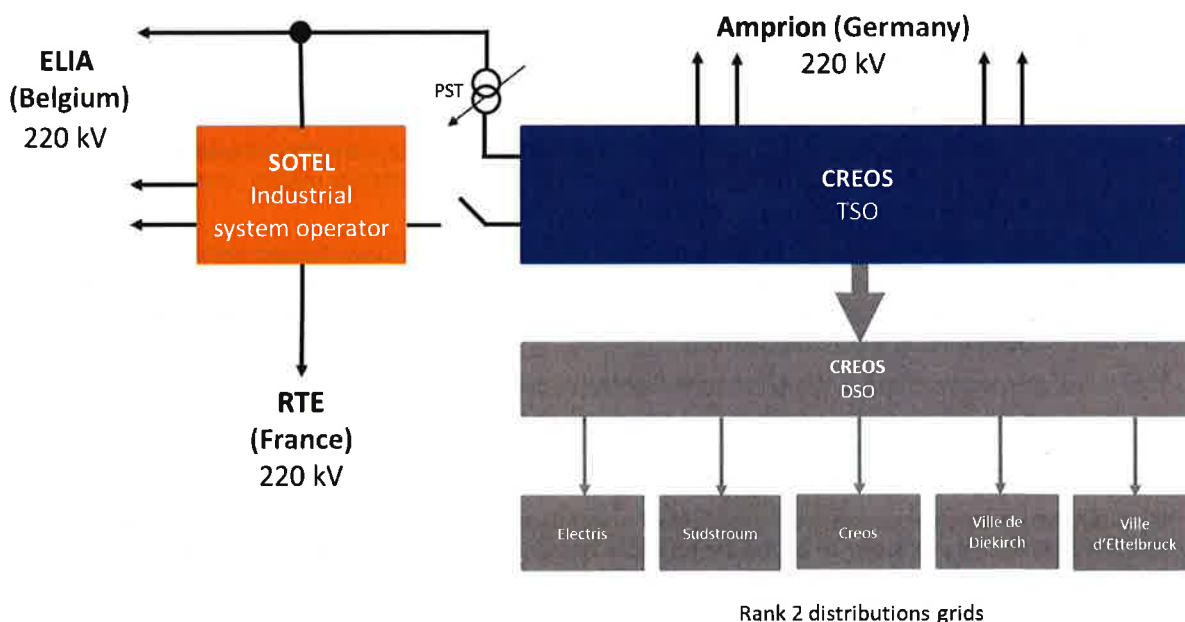 Amprion (Germany)
220 kV
ELIA
(Belgium)
220 kV
PST
SOTEL
Industrial
system operator
CREOS
TSO
RTE
(France)
220 kV
CREOS
DSO
Electris
Sudstroum
Creos
Ville de
Diekirch
Ville
d'Ettelbruck
Rank 2 distributions grids